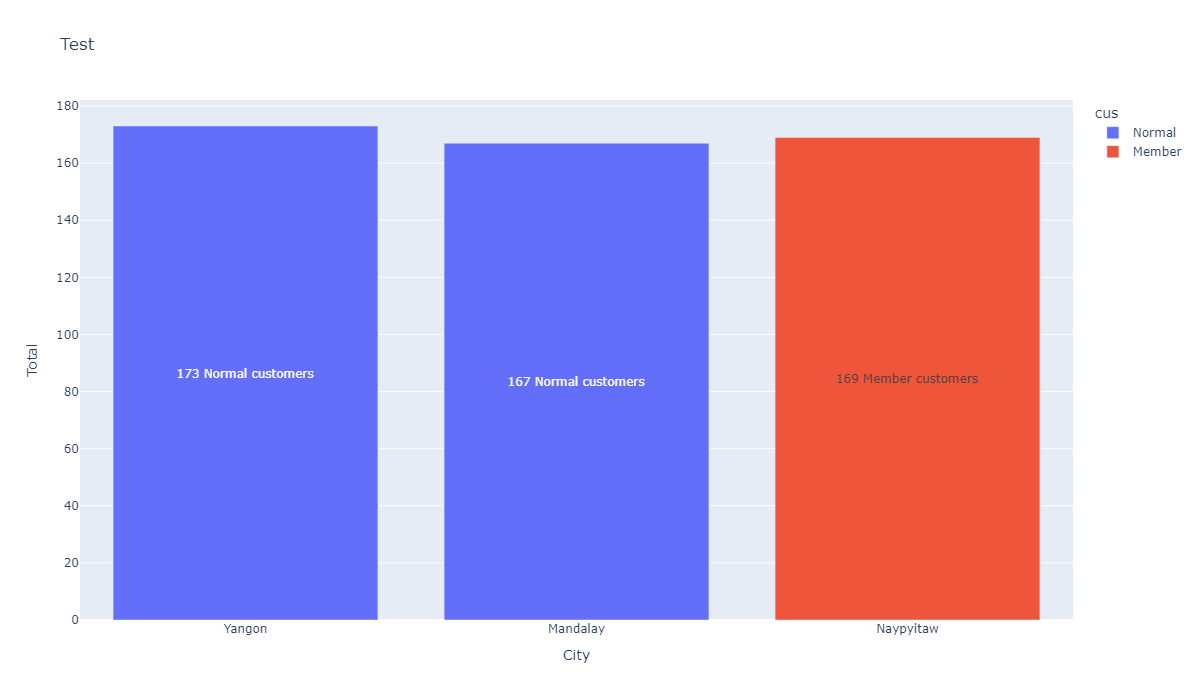 Test
180
160
140
120
100
80
60
40
20
0
Total
173 Normal customers
167 Normal customers
169 Member customers
Yangon
Mandalay
Naypyitaw
City
cus
Normal
Member